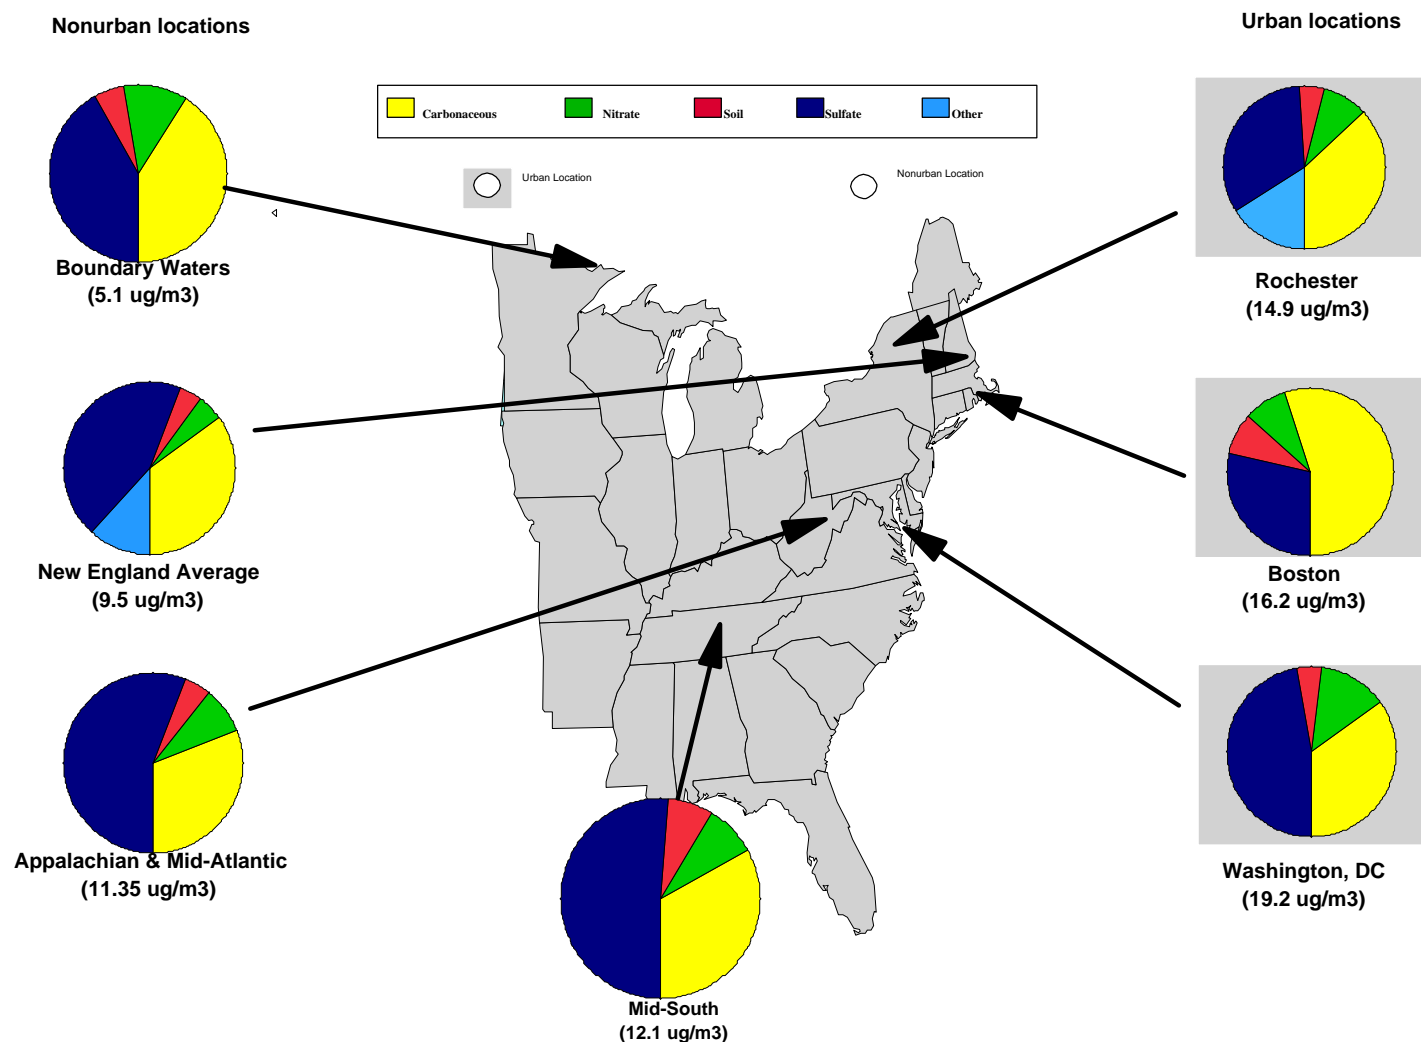 Nonurban locations
Urban locations
Carbonaceous
Nitrate
Soil
Sulfate
Other
Urban Location
Nonurban Location
Boundary Waters
(5.1 ug/m3)
Rochester
(14.9 ug/m3)
New England Average
(9.5 ug/m3)
Boston
(16.2 ug/m3)
Appalachian & Mid-Atlantic
(11.35 ug/m3)
Washington, DC
(19.2 ug/m3)
Mid-South
(12.1 ug/m3)